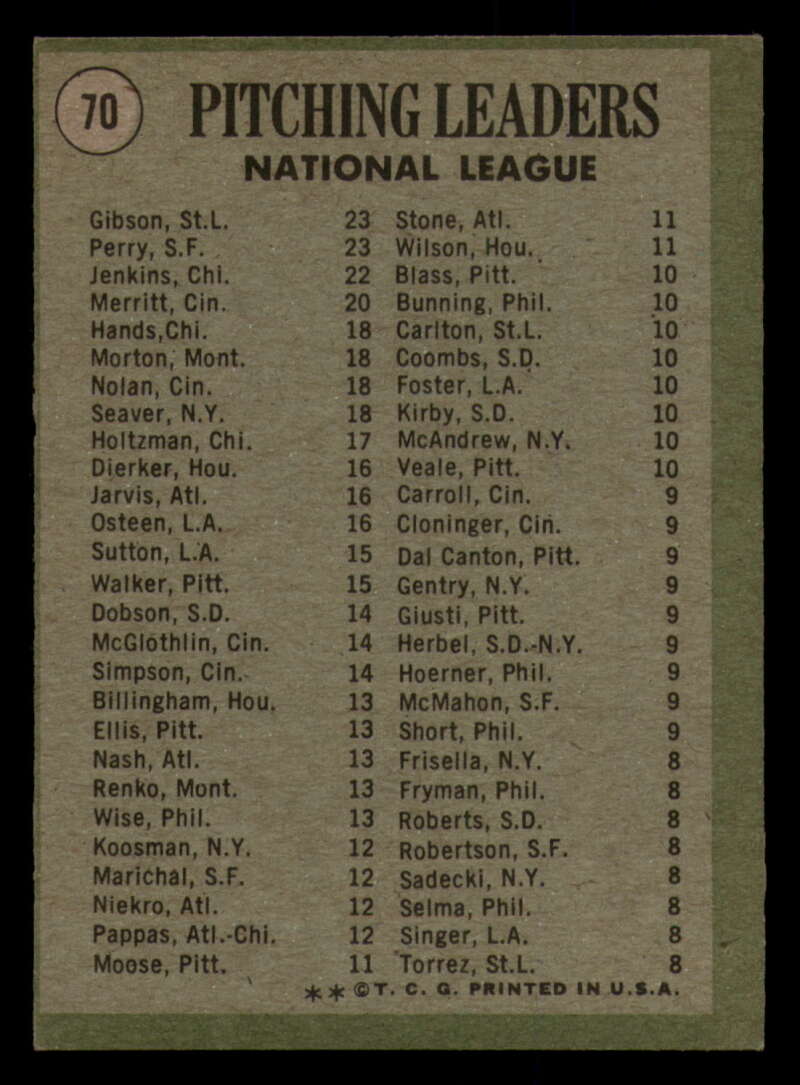 70
PITCHING LEADERS
NATIONAL LEAGUE
Gibson, St.L. 23 Stone, Atl. 11
Perry, S.F. 23 Wilson, Hou. 11
Jenkins, Chi. 22 Blass, Pitt. 10
Merritt, Cin. 20 Bunning, Phil. 10
Hands,Chi. 18 Carlton, St.L. 10
Morton, Mont. 18 Coombs, S.D. 10
Nolan, Cin. 18 Foster, L.A. 10
Seaver, N.Y. 18 Kirby, S.D. 10
Holtzman, Chi. 17 McAndrew, N.Y. 10
Dierker, Hou. 16 Veale, Pitt. 10
Jarvis, Atl. 16 Carroll, Cin. 9
Osteen, L.A. 16 Cloninger, Cin. 9
Sutton, L.A. 15 Dal Canton, Pitt. 9
Walker, Pitt. 15 Gentry, N.Y. 9
Dobson, S.D. 14 Giusti, Pitt. 9
McGlothlin, Cin. 14 Herbel, S.D.-N.Y. 9
Simpson, Cin. 14 Hoerner, Phil. 9
Billingham, Hou. 13 McMahon, S.F. 9
Ellis, Pitt. 13 Short, Phil. 9
Nash, Atl. 13 Frisella, N.Y. 8
Renko, Mont. 13 Fryman, Phil. 8
Wise, Phil. 13 Roberts, S.D. 8
Koosman, N.Y. 12 Robertson, S.F. 8
Marichal, S.F. 12 Sadecki, N.Y. 8
Niekro, Atl. 12 Selma, Phil. 8
Pappas, Atl.-Chi. 12 Singer, L.A. 8
Moose, Pitt. 11 Torrez, St.L. 8
** ©T. C. G. PRINTED IN U.S.A.